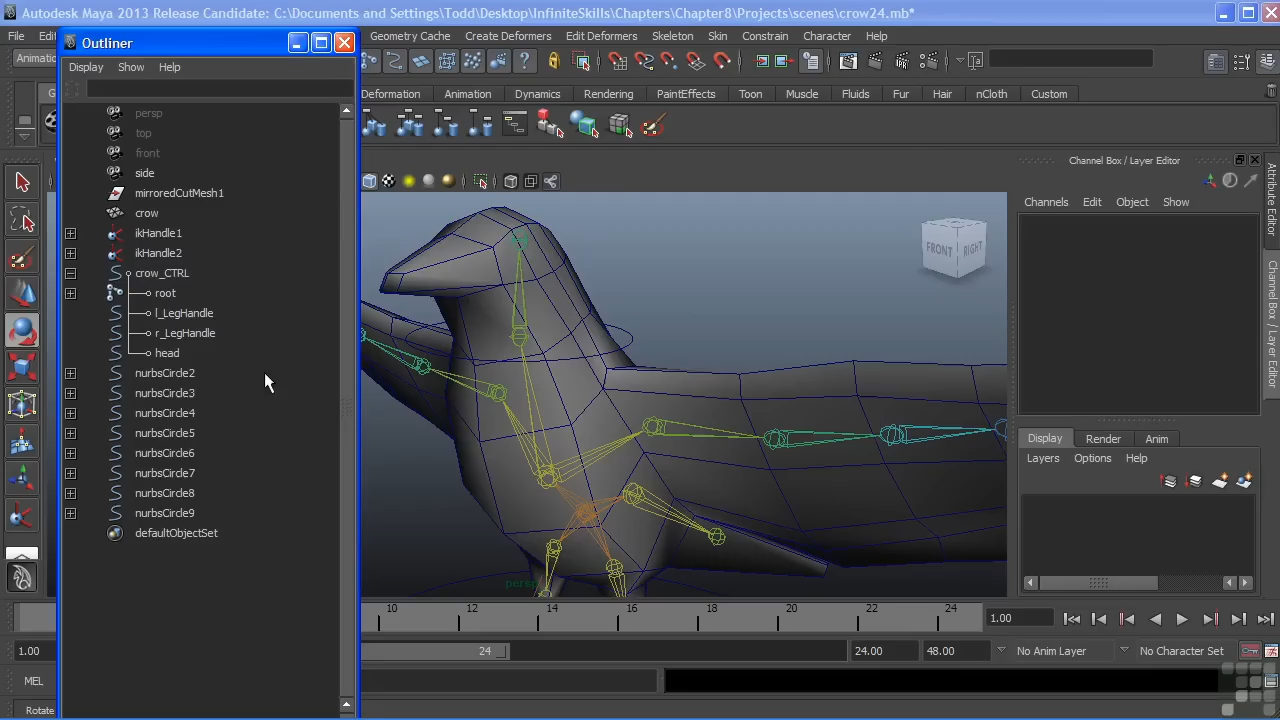 Autodesk Maya 2013 Release Candidate: C:\Documents and Settings\Todd\Desktop\InfiniteSkills\Chapters\Chapter8\Projects\scenes\crow24.mb*
File
Geometry Cache Create Deformers Edit Deformers Skeleton Skin Constrain Character Help
Outliner
Animatio
Display Show Help
G
Deformation Animation Dynamics Rendering PaintEffects Toon Muscle Fluids Fur Hair nCloth Custom
persp
top
front
side
mirroredCutMesh1
crow
ikHandle1
ikHandle2
crow_CTRL
root
l_LegHandle
r_LegHandle
head
nurbsCircle2
nurbsCircle3
nurbsCircle4
nurbsCircle5
nurbsCircle6
nurbsCircle7
nurbsCircle8
nurbsCircle9
defaultObjectSet
FRONT RIGHT
persp
Channel Box / Layer Editor
Channels Edit Object Show
Attribute Editor
Channel Box / Layer Editor
Display Render Anim
Layers Options Help
10 12 14 16 18 20 22 24
1.00
1.00
24
24.00 48.00 No Anim Layer No Character Set
MEL
Rotate